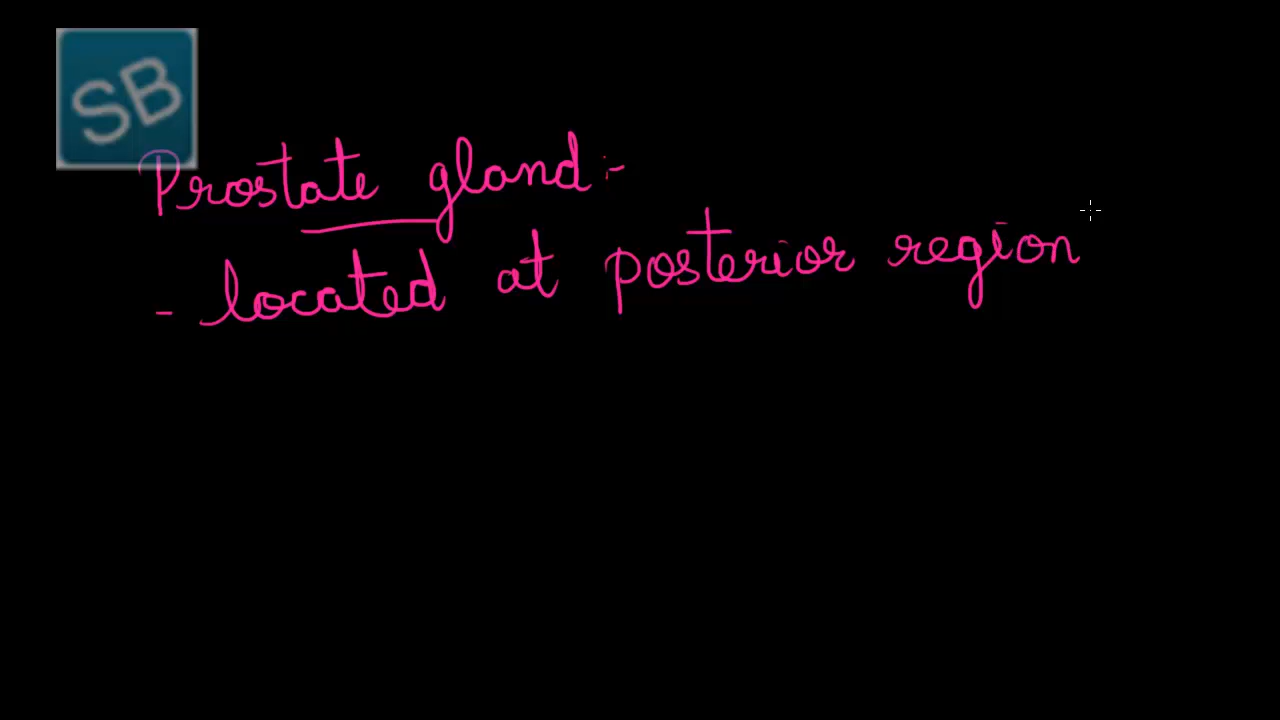 SB
Prostate gland:-
- located at posterior region